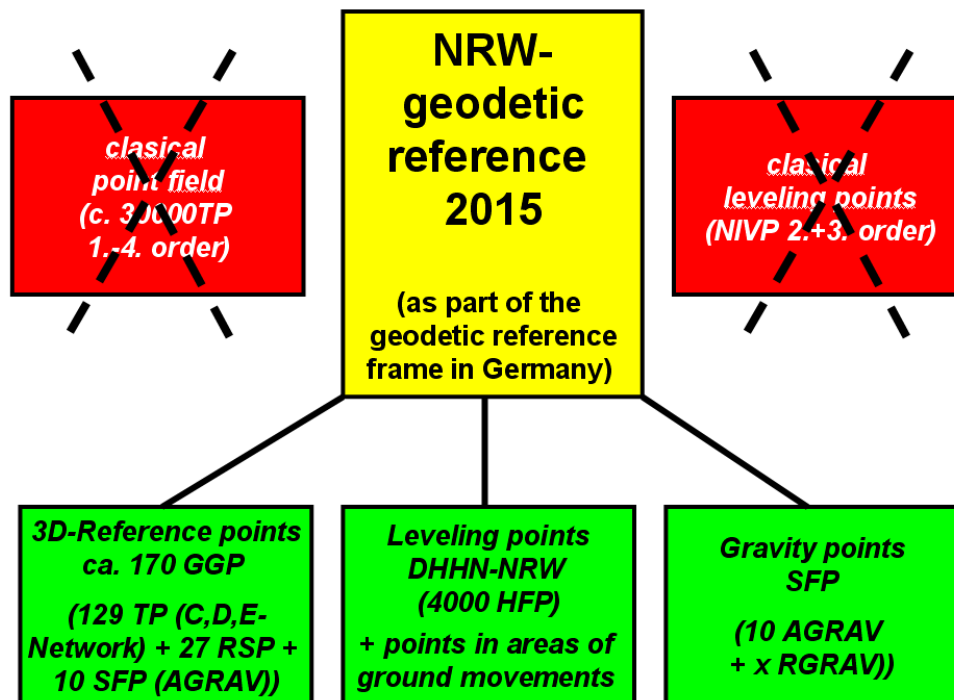 NRW-
geodetic
reference
2015
(as part of the
geodetic reference
frame in Germany)
clasical
point field
(c. 30000TP
1.-4. order)
clasical
leveling points
(NIVP 2.+3. order)
3D-Reference points
ca. 170 GGP
(129 TP (C,D,E-
Network) + 27 RSP +
10 SFP (AGRAV))
Leveling points
DHHN-NRW
(4000 HFP)
+ points in areas of
ground movements
Gravity points
SFP
(10 AGRAV
+ x RGRAV))